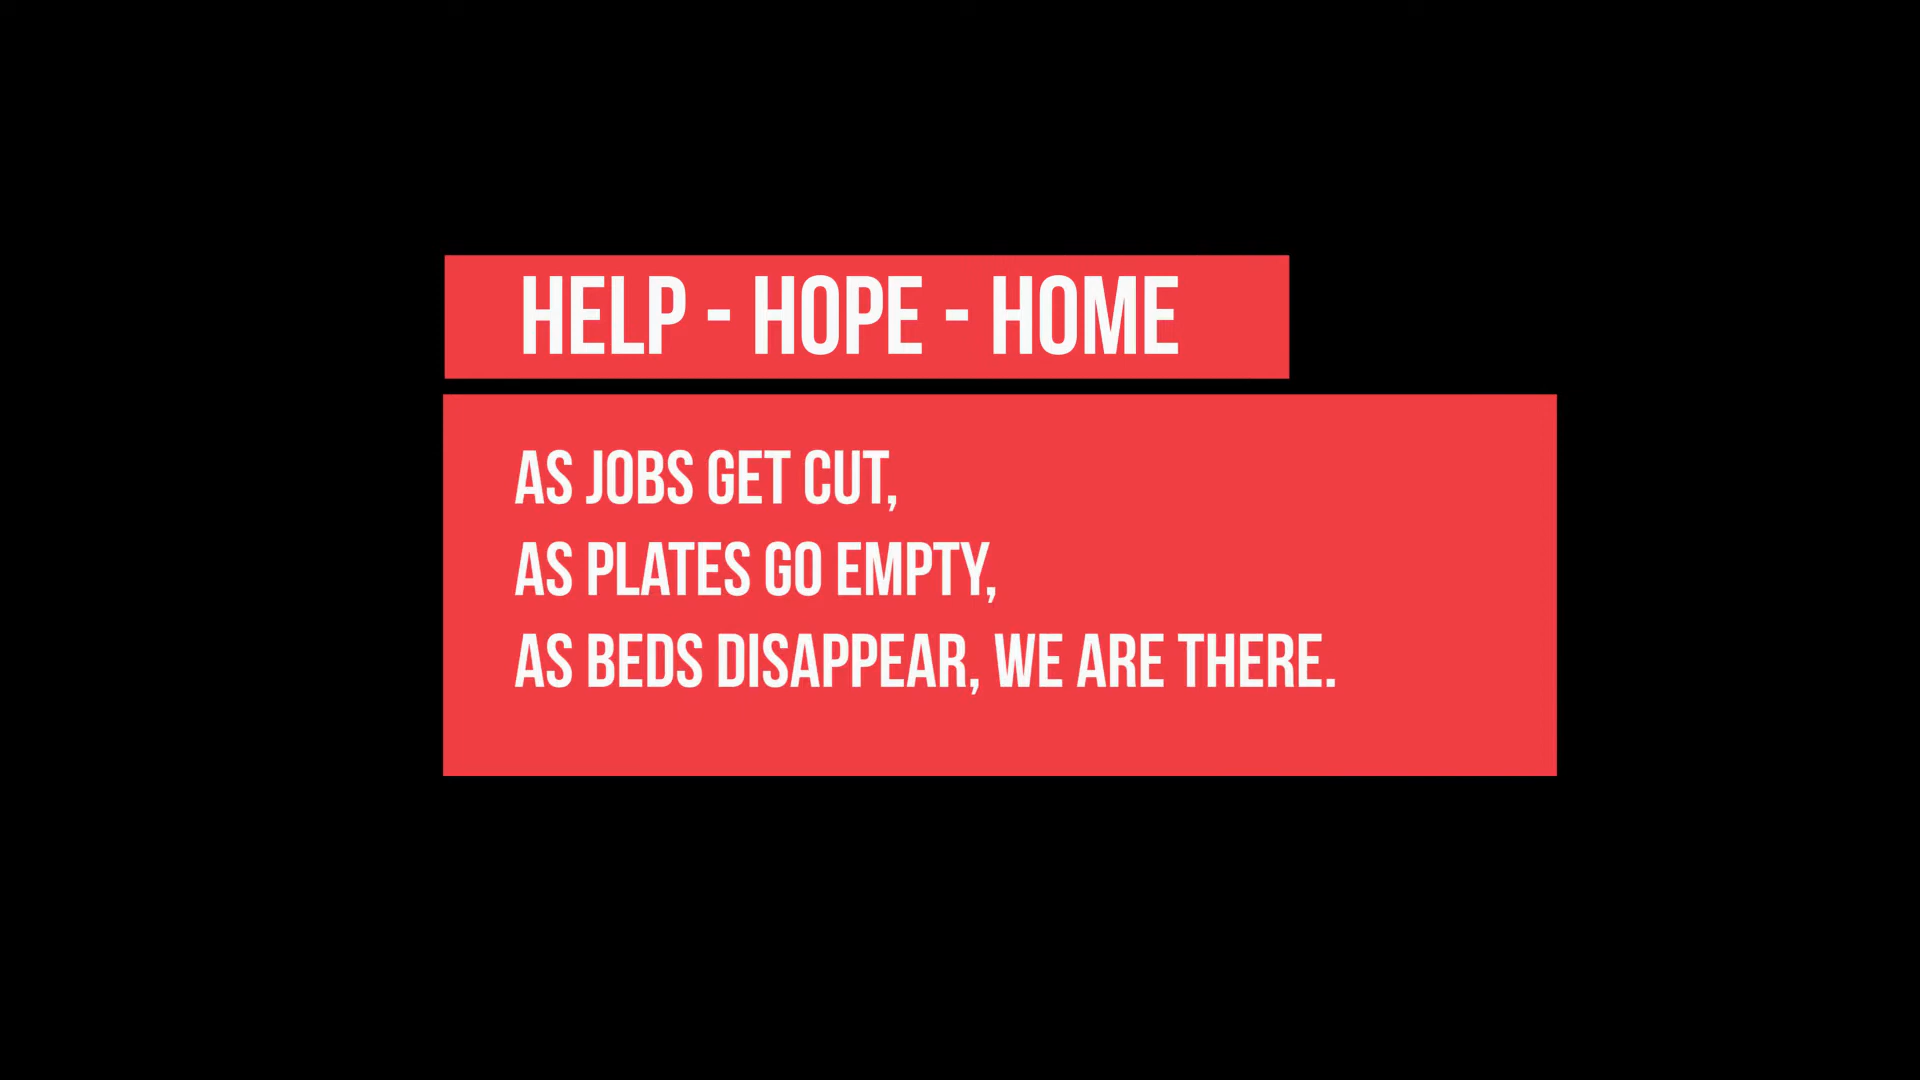 HELP - HOPE - HOME
AS JOBS GET CUT,
AS PLATES GO EMPTY,
AS BEDS DISAPPEAR, WE ARE THERE.